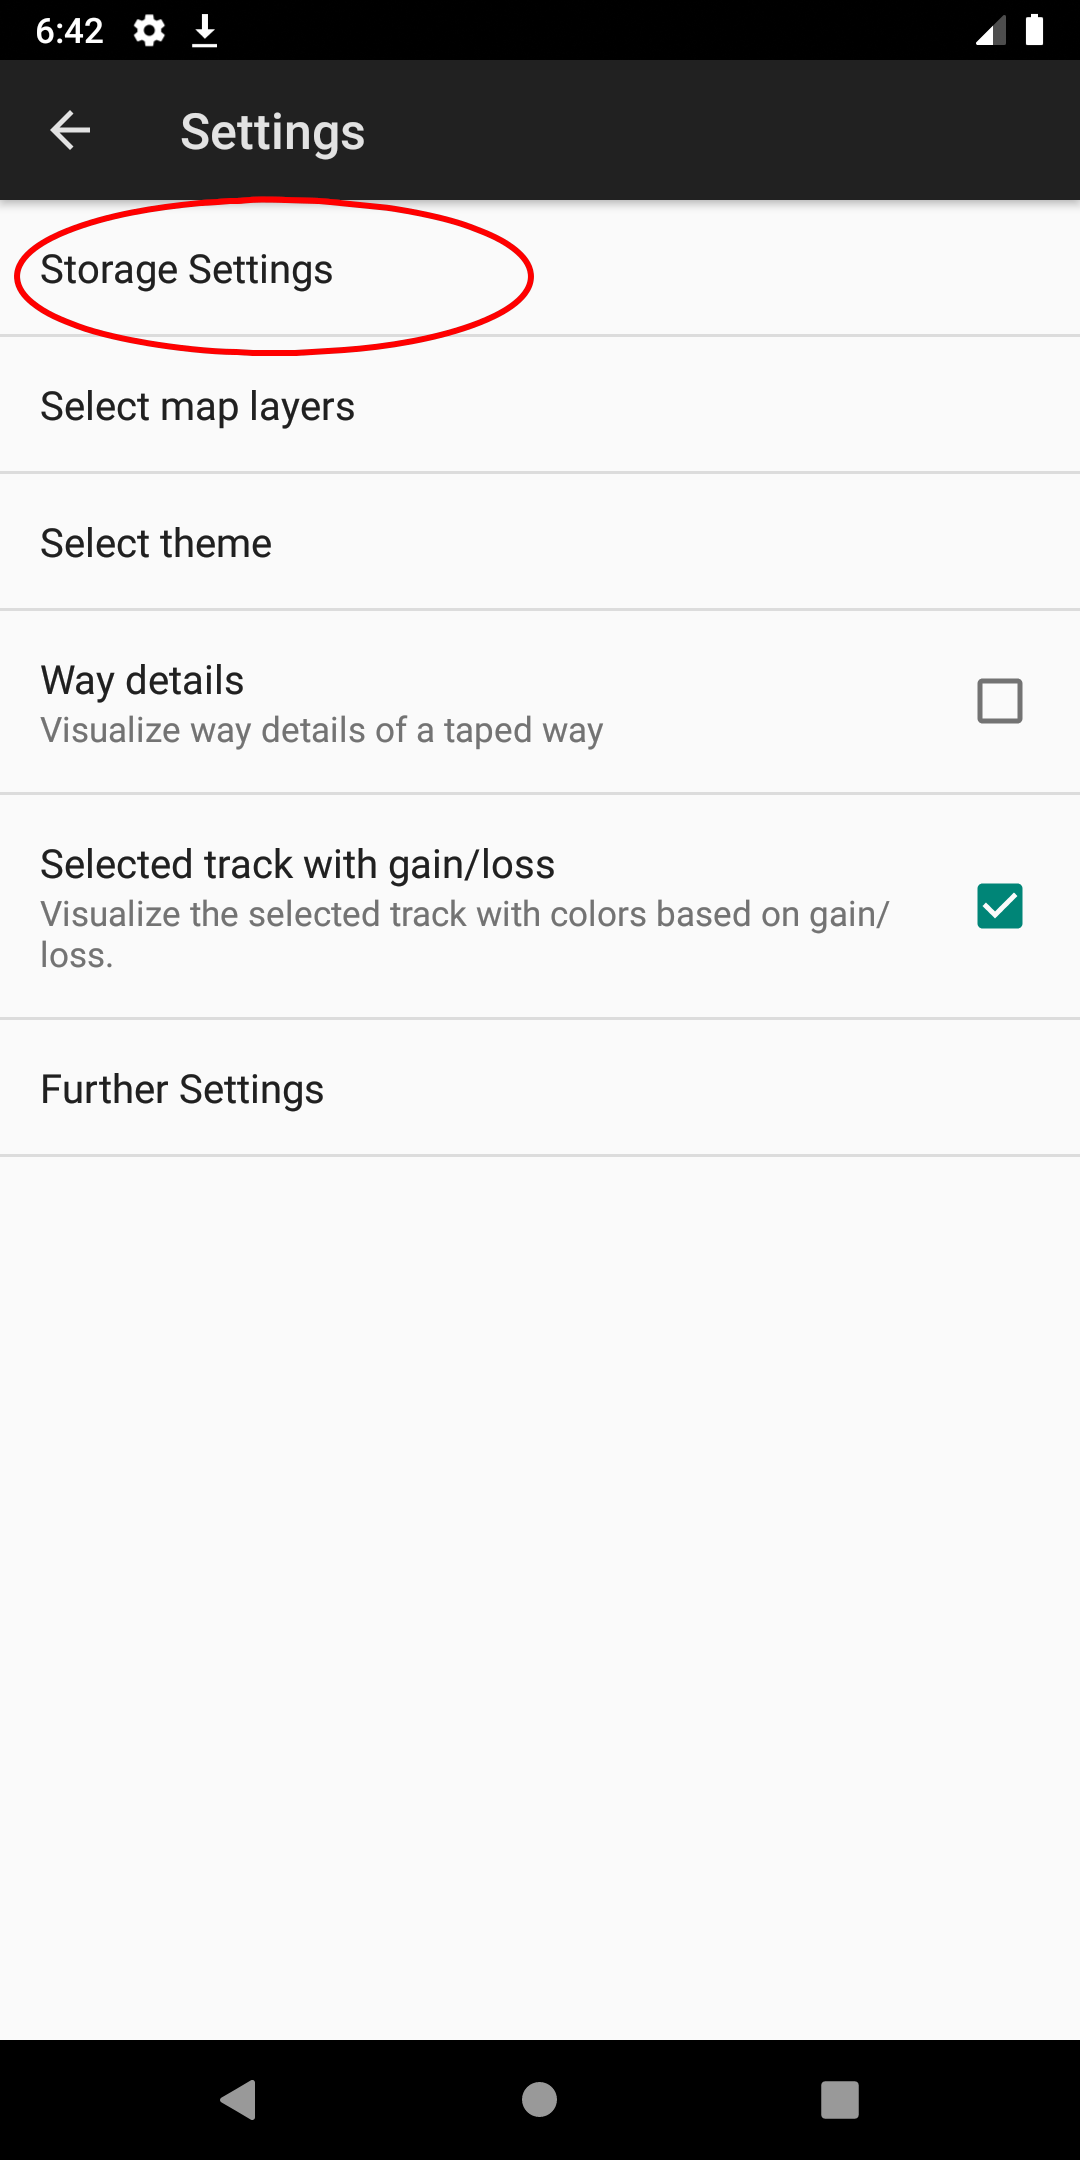 6:42
Settings
Storage Settings
Select map layers
Select theme
Way details
Visualize way details of a taped way
Selected track with gain/loss
Visualize the selected track with colors based on gain/
loss.
Further Settings